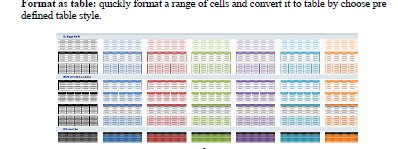 Format as table: quickly format a range of cells and convert it to table by choose pre
defined table style.